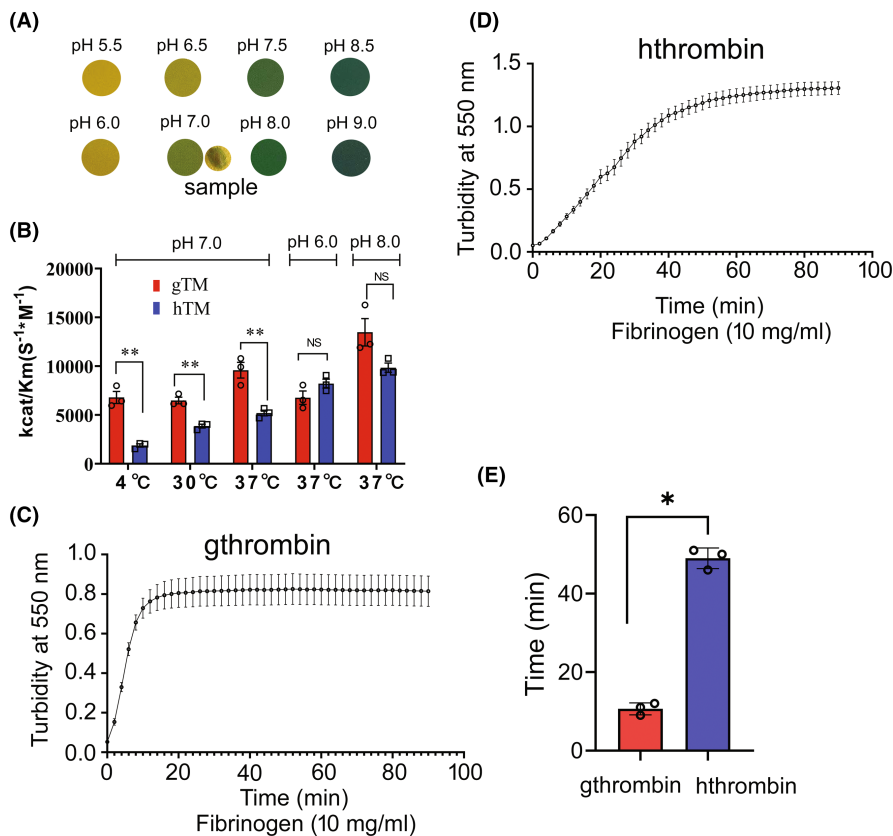 (A)
pH 5.5 pH 6.5 pH 7.5 pH 8.5
pH 6.0 pH 7.0 pH 8.0 pH 9.0
sample
(B)
pH 7.0 pH 6.0 pH 8.0
kcat/Km(S⁻¹*M⁻¹)
20000
15000
10000
5000
0
gTM
hTM
** ** ** NS NS
4℃ 30℃ 37℃ 37℃ 37℃
(C)
gthrombin
Turbidity at 550 nm
1.0
0.8
0.6
0.4
0.2
0.0
0 20 40 60 80 100
Time (min)
Fibrinogen (10 mg/ml)
(D)
hthrombin
Turbidity at 550 nm
1.5
1.0
0.5
0.0
0 20 40 60 80 100
Time (min)
Fibrinogen (10 mg/ml)
(E)
*
Time (min)
60
40
20
0
gthrombin hthrombin